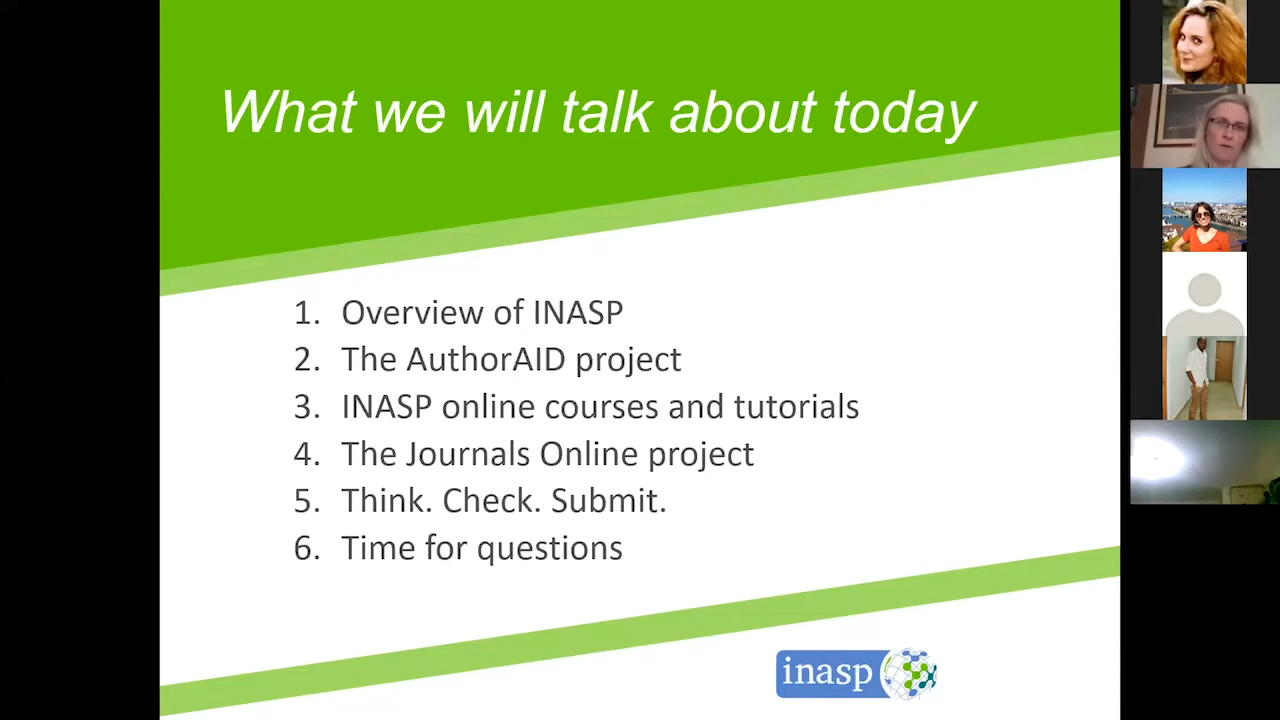 What we will talk about today
1. Overview of INASP
2. The AuthorAID project
3. INASP online courses and tutorials
4. The Journals Online project
5. Think. Check. Submit.
6. Time for questions
inasp